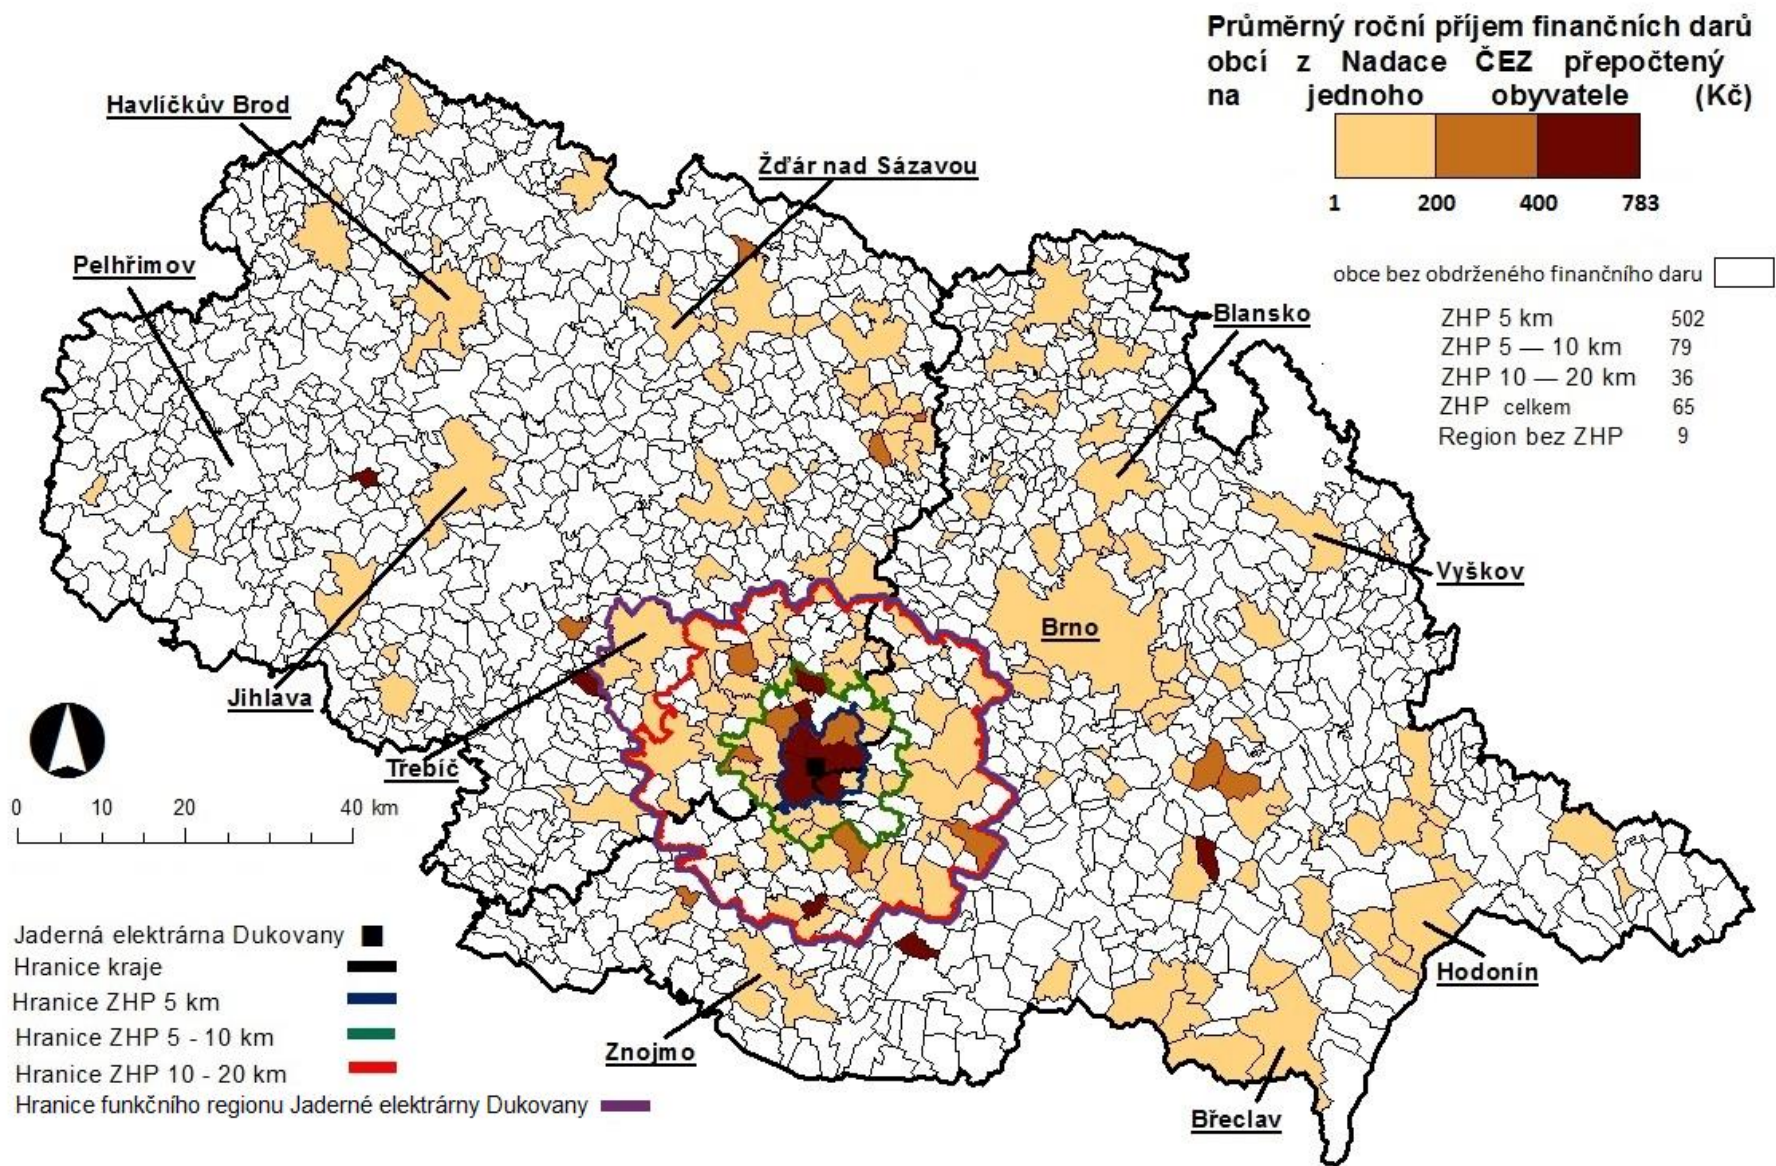 Průměrný roční příjem finančních darů
obcí z Nadace ČEZ přepočtený
na jednoho obyvatele (Kč)
1 200 400 783
obce bez obdrženého finančního daru
ZHP 5 km 502
ZHP 5 — 10 km 79
ZHP 10 — 20 km 36
ZHP celkem 65
Region bez ZHP 9
Havlíčkův Brod
Žďár nad Sázavou
Pelhřimov
Blansko
Vyškov
Brno
Jihlava
Třebíč
0 10 20 40 km
Jaderná elektrárna Dukovany
Hranice kraje
Hranice ZHP 5 km
Hranice ZHP 5 - 10 km
Hranice ZHP 10 - 20 km
Hranice funkčního regionu Jaderné elektrárny Dukovany
Znojmo
Hodonín
Břeclav